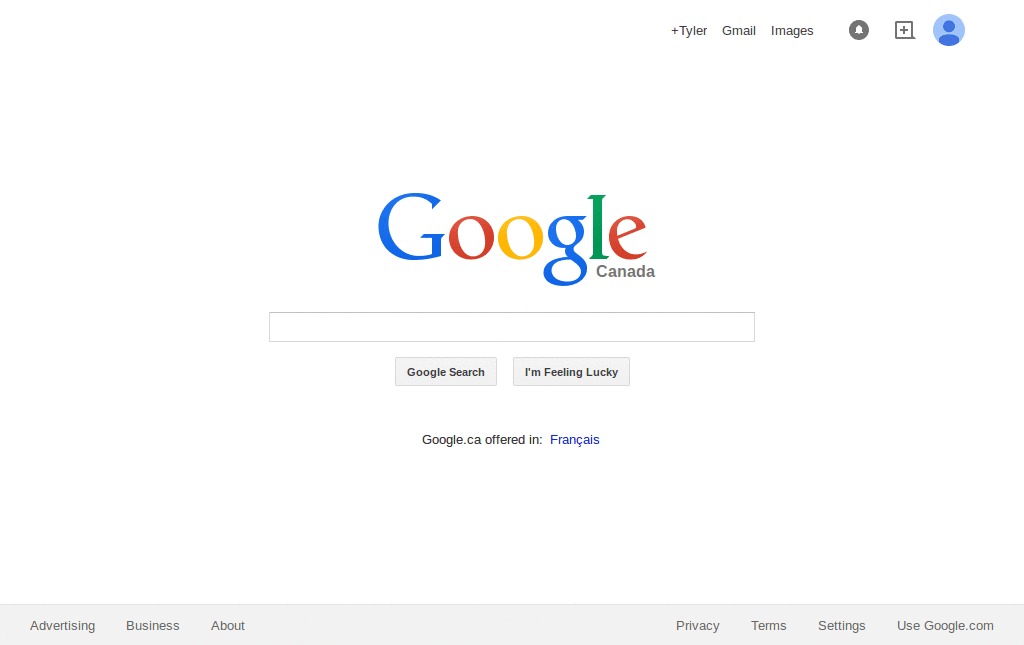 +Tyler Gmail Images
Google
Canada
Google Search I'm Feeling Lucky
Google.ca offered in: Français
Advertising Business About Privacy Terms Settings Use Google.com